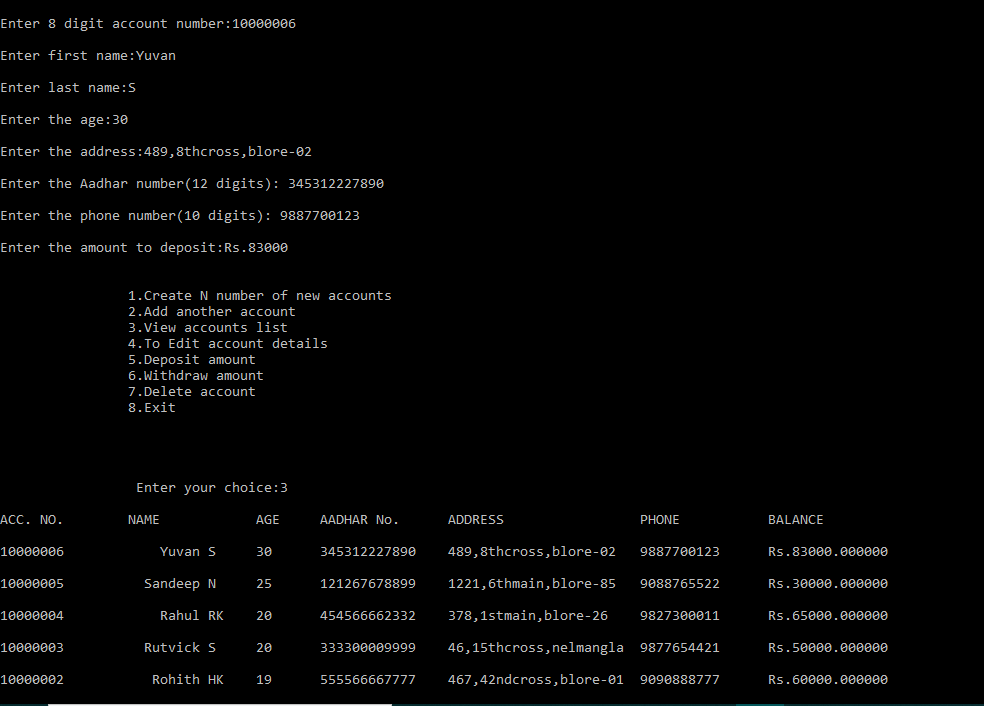 Enter 8 digit account number:10000006
Enter first name:Yuvan
Enter last name:S
Enter the age:30
Enter the address:489,8thcross,blore-02
Enter the Aadhar number(12 digits): 345312227890
Enter the phone number(10 digits): 9887700123
Enter the amount to deposit:Rs.83000
1.Create N number of new accounts
2.Add another account
3.View accounts list
4.To Edit account details
5.Deposit amount
6.Withdraw amount
7.Delete account
8.Exit
Enter your choice:3
ACC. NO. NAME AGE AADHAR No. ADDRESS PHONE BALANCE
10000006 Yuvan S 30 345312227890 489,8thcross,blore-02 9887700123 Rs.83000.000000
10000005 Sandeep N 25 121267678899 1221,6thmain,blore-85 9088765522 Rs.30000.000000
10000004 Rahul RK 20 454566662332 378,1stmain,blore-26 9827300011 Rs.65000.000000
10000003 Rutvick S 20 333300009999 46,15thcross,nelmangla 9877654421 Rs.50000.000000
10000002 Rohith HK 19 555566667777 467,42ndcross,blore-01 9090888777 Rs.60000.000000